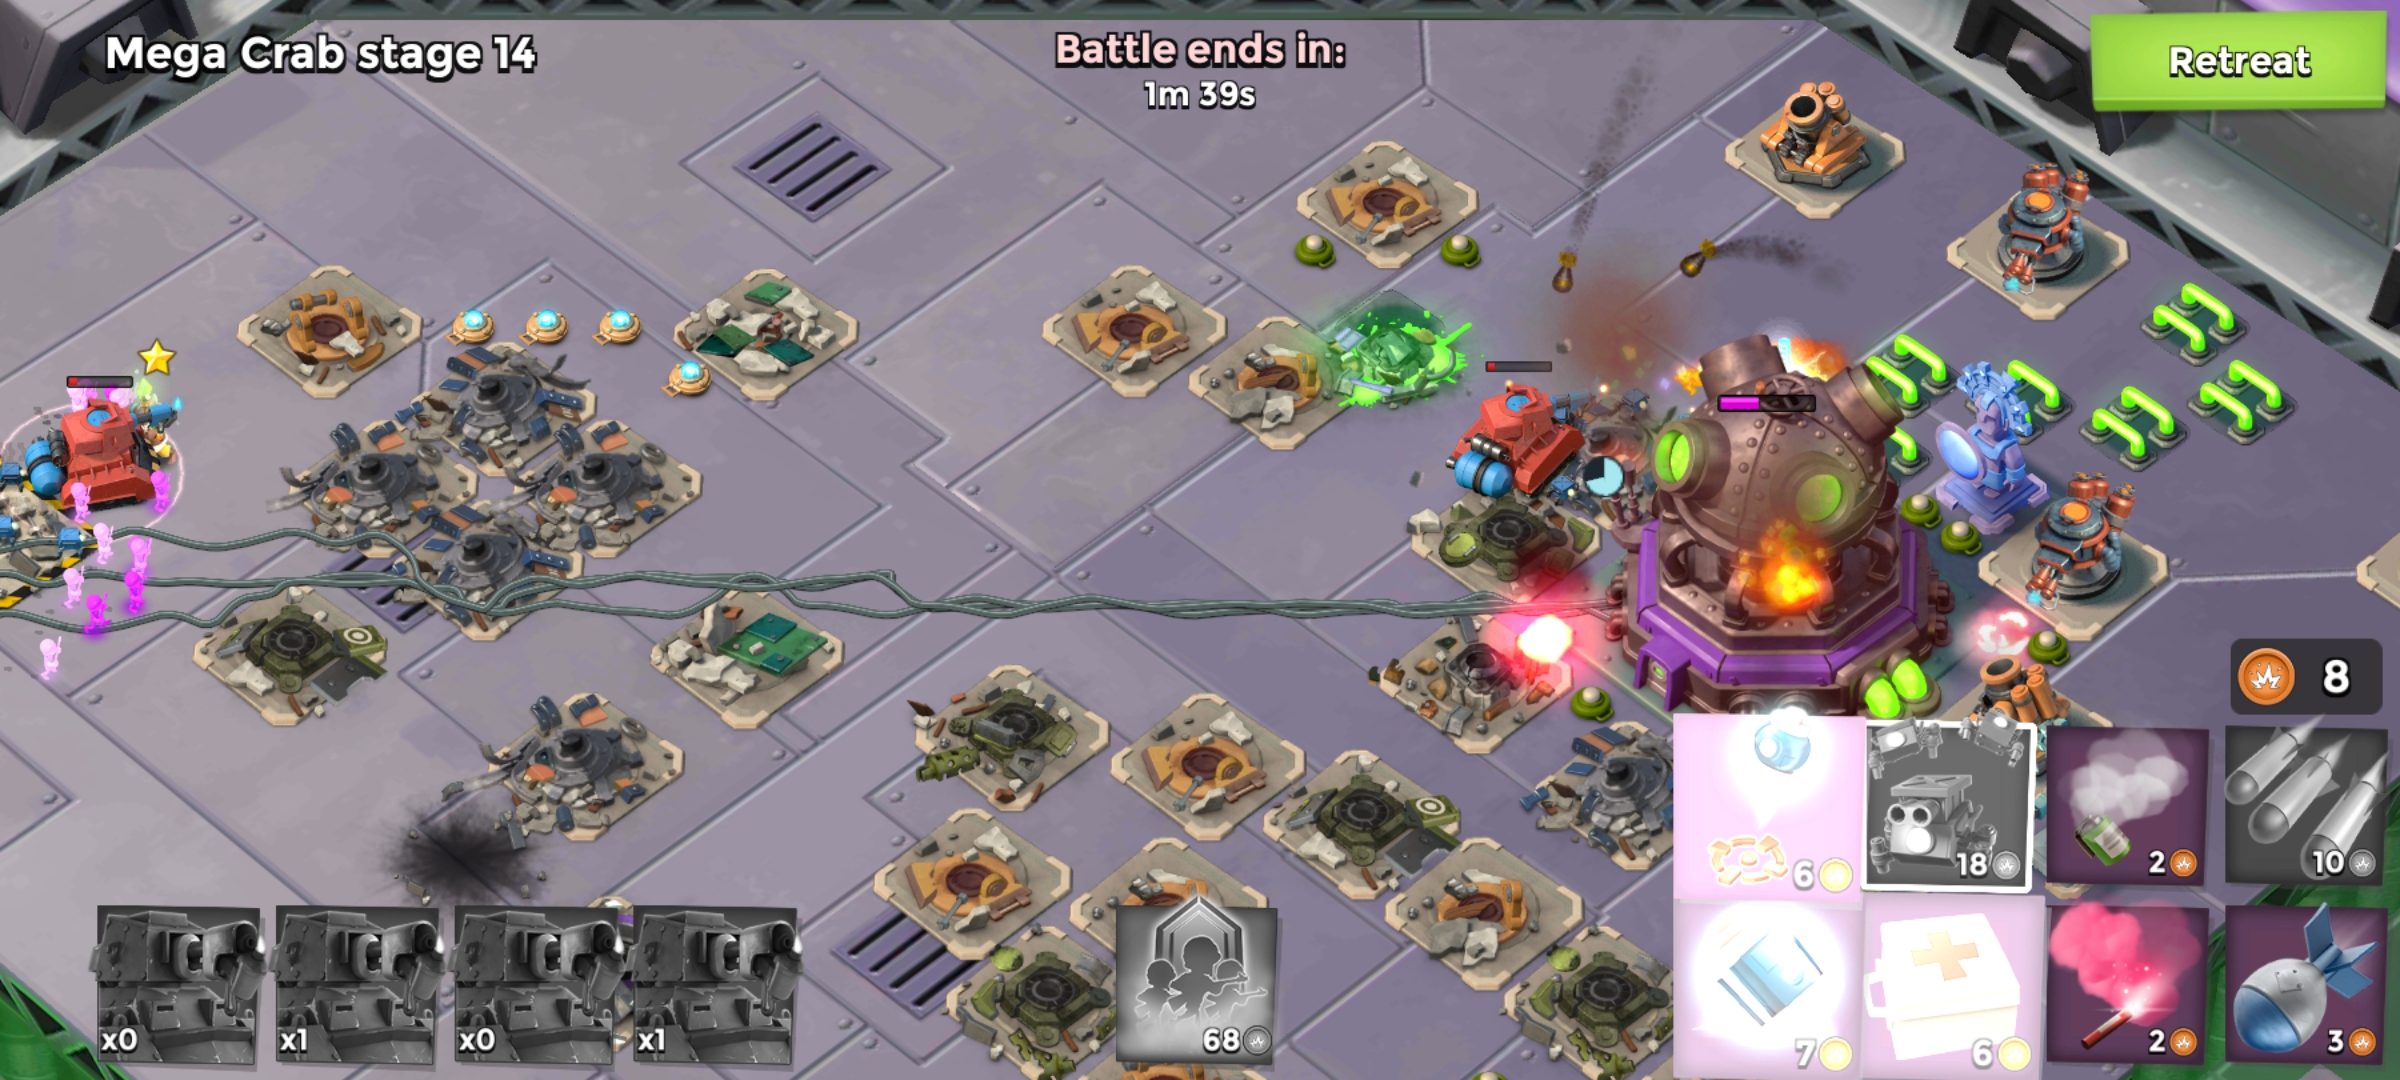 Mega Crab stage 14
Battle ends in:
1m 39s
Retreat
8
6
18
2
10
7
6
2
3
x0
x1
x0
x1
68